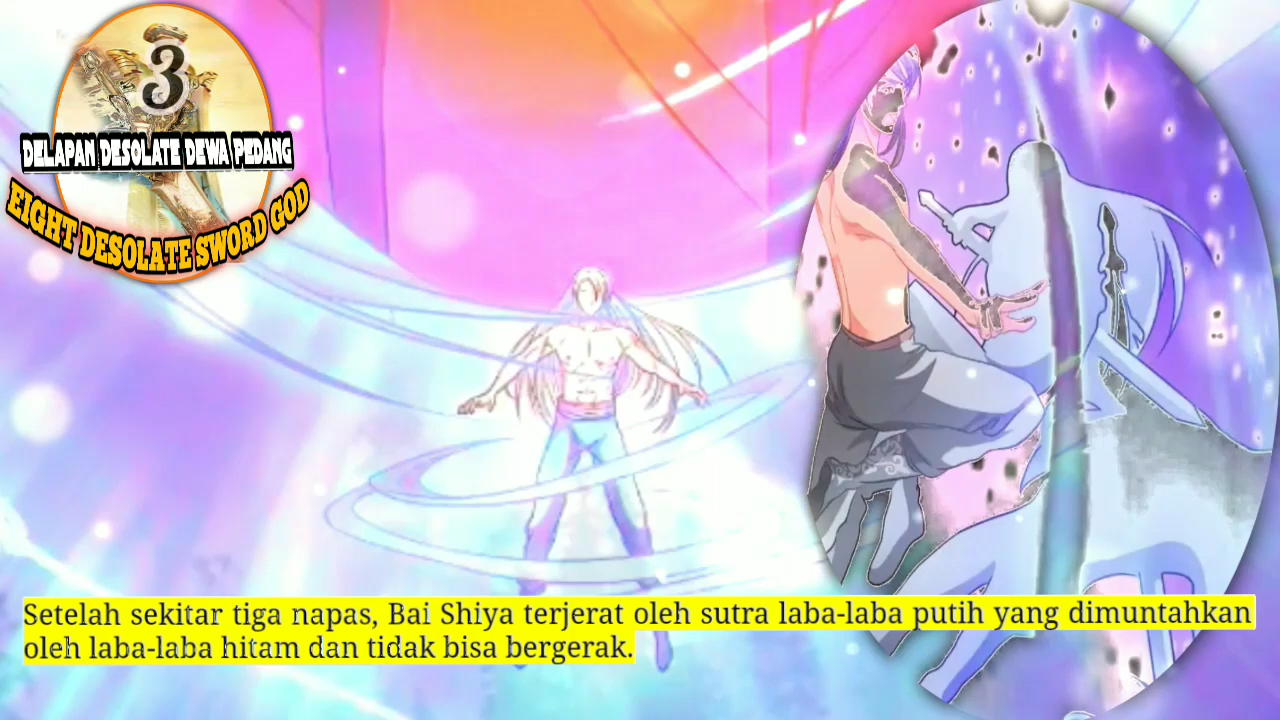 3
DELAPAN DESOLATE DEWA PEDANG
EIGHT DESOLATE SWORD GOD
Setelah sekitar tiga napas, Bai Shiya terjerat oleh sutra laba-laba putih yang dimuntahkan
oleh laba-laba hitam dan tidak bisa bergerak.